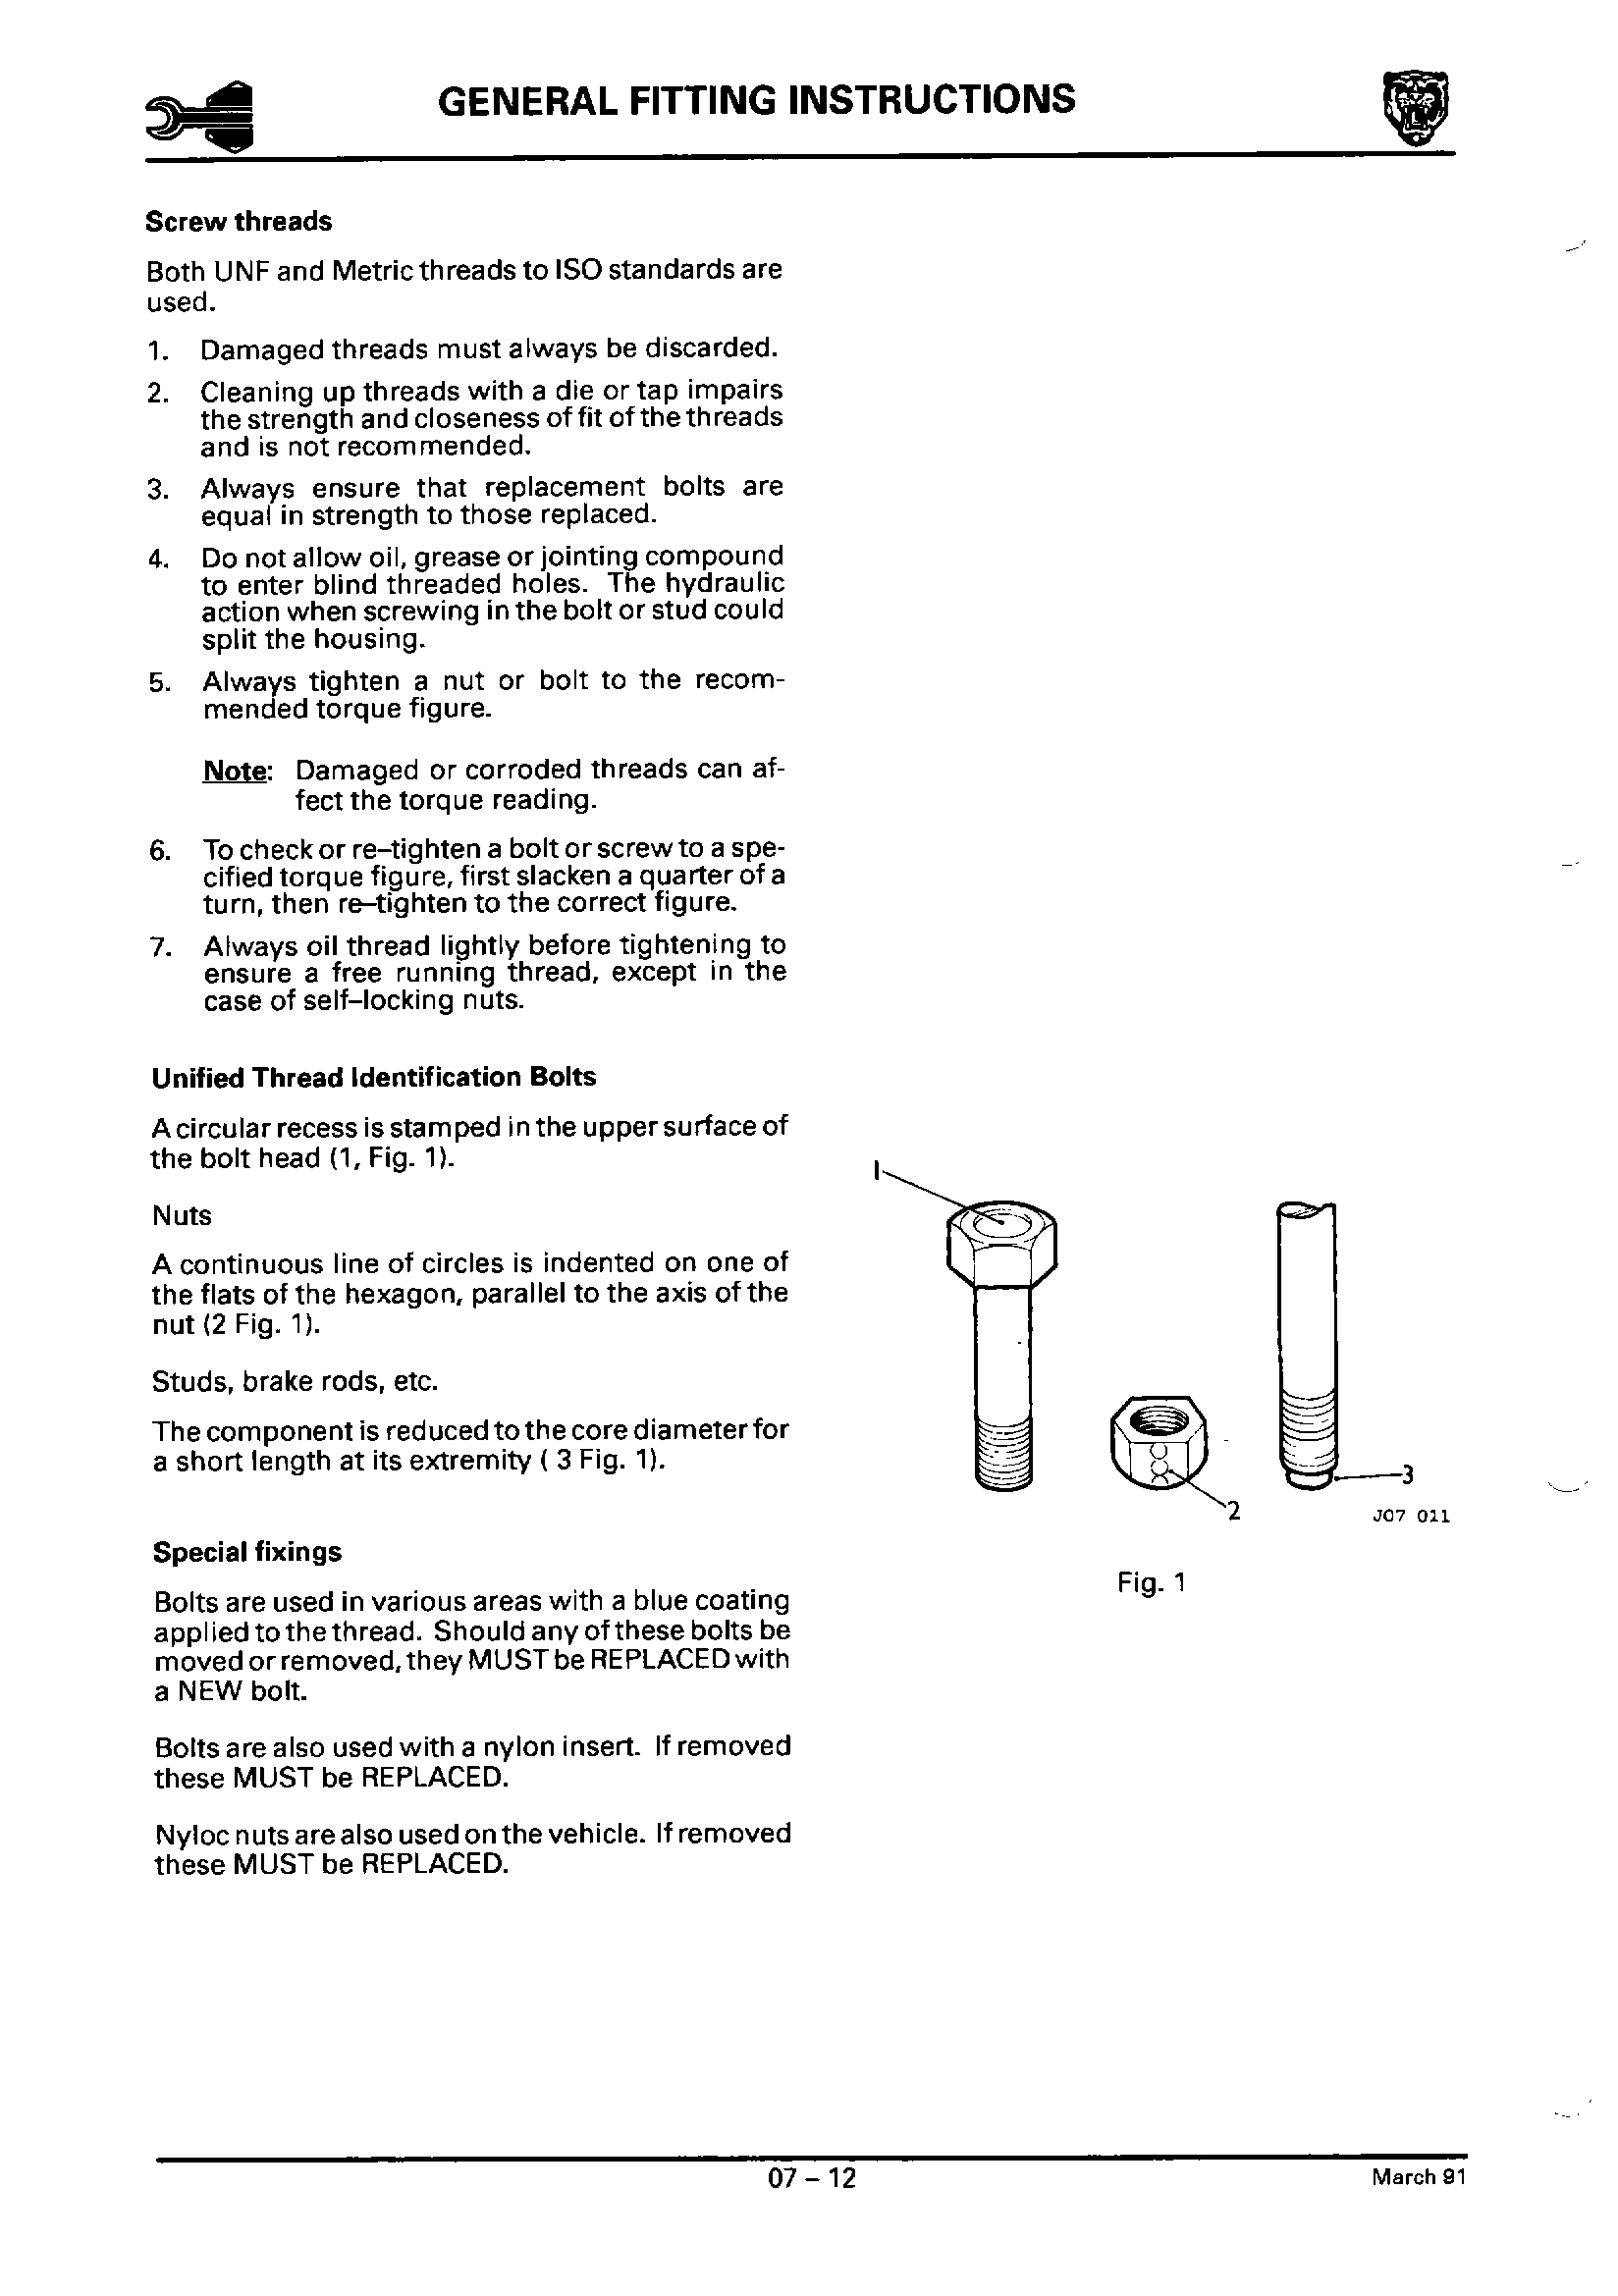 GENERAL FITTING INSTRUCTIONS
Screw threads
Both UNF and Metric threads to ISO standards are
used.
1. Damaged threads must always be discarded.
2. Cleaning up threads with a die or tap impairs
the strength and closeness of fit of the threads
and is not recommended.
3. Always ensure that replacement bolts are
equal in strength to those replaced.
4. Do not allow oil, grease or jointing compound
to enter blind threaded holes. The hydraulic
action when screwing in the bolt or stud could
split the housing.
5. Always tighten a nut or bolt to the recom-
mended torque figure.
Note: Damaged or corroded threads can af-
fect the torque reading.
6. To check or re-tighten a bolt or screw to a spe-
cified torque figure, first slacken a quarter of a
turn, then re-tighten to the correct figure.
7. Always oil thread lightly before tightening to
ensure a free running thread, except in the
case of self-locking nuts.
Unified Thread Identification Bolts
A circular recess is stamped in the upper surface of
the bolt head (1, Fig. 1).
Nuts
A continuous line of circles is indented on one of
the flats of the hexagon, parallel to the axis of the
nut (2 Fig. 1).
Studs, brake rods, etc.
The component is reduced to the core diameter for
a short length at its extremity ( 3 Fig. 1).
Special fixings
Bolts are used in various areas with a blue coating
applied to the thread. Should any of these bolts be
moved or removed, they MUST be REPLACED with
a NEW bolt.
Bolts are also used with a nylon insert. If removed
these MUST be REPLACED.
Nyloc nuts are also used on the vehicle. If removed
these MUST be REPLACED.
1
2
3
J07 011
Fig. 1
07 – 12
March 91